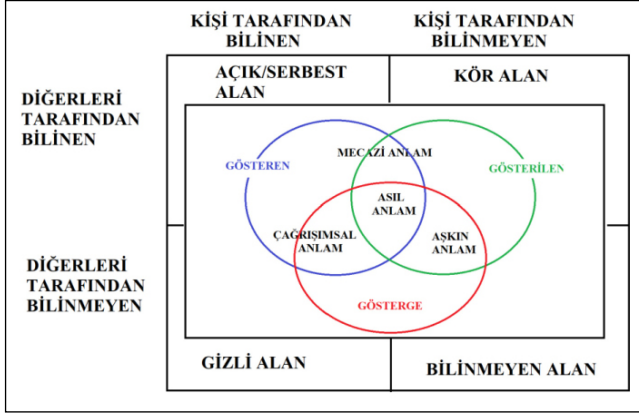 KİŞİ TARAFINDAN
BİLİNEN
KİŞİ TARAFINDAN
BİLİNMEYEN
AÇIK/SERBEST
ALAN
KÖR ALAN
DİĞERLERİ
TARAFINDAN
BİLİNEN
MECAZİ ANLAM
GÖSTEREN
GÖSTERİLEN
ASIL
ANLAM
ÇAĞRIŞIMSAL
ANLAM
AŞKIN
ANLAM
DİĞERLERİ
TARAFINDAN
BİLİNMEYEN
GÖSTERGE
GİZLİ ALAN
BİLİNMEYEN ALAN